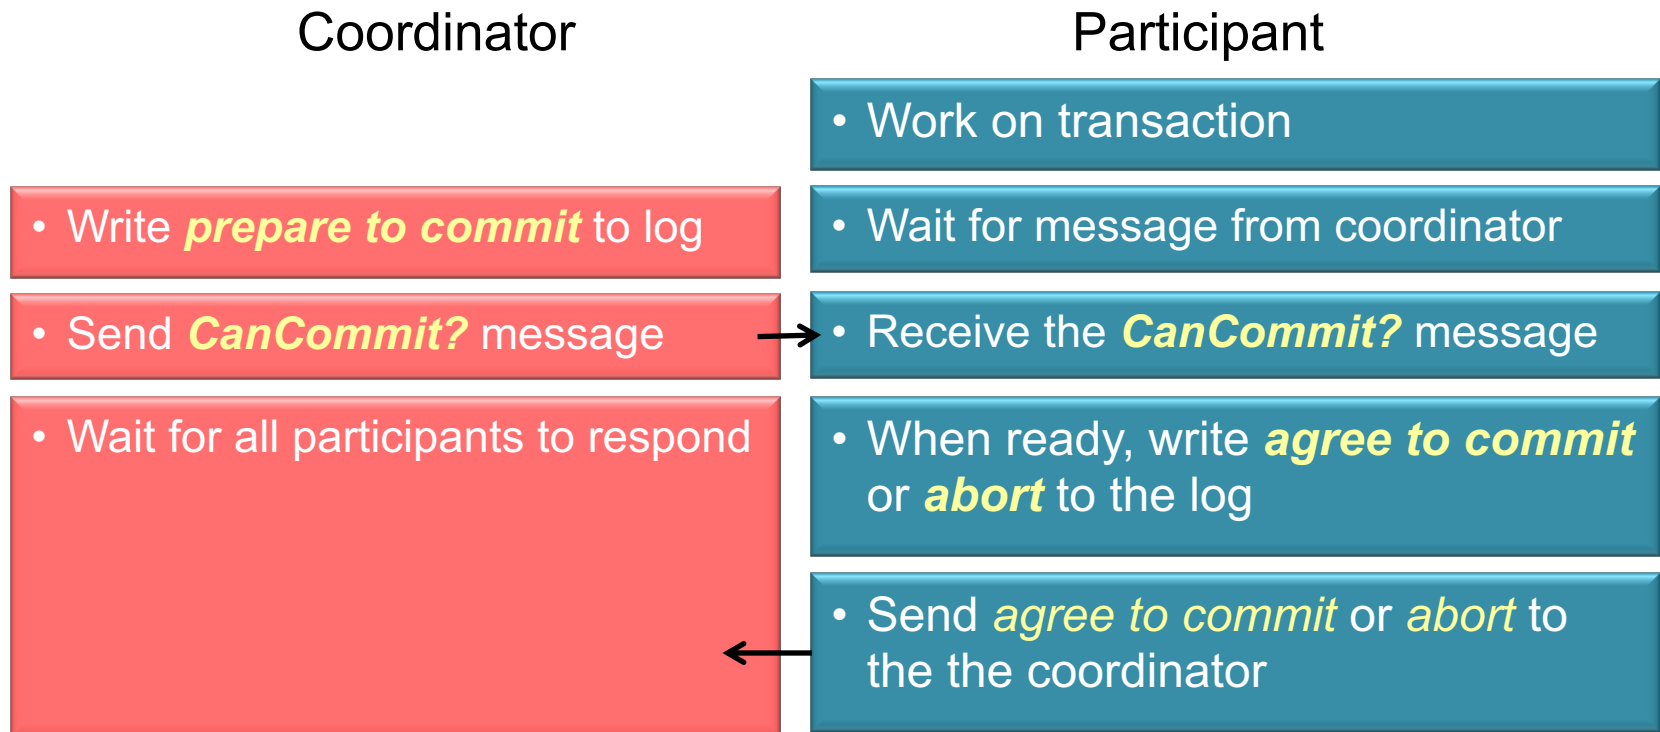 Coordinator
Participant
• Work on transaction
• Write prepare to commit to log
• Wait for message from coordinator
• Send CanCommit? message
• Receive the CanCommit? message
• Wait for all participants to respond
• When ready, write agree to commit
or abort to the log
• Send agree to commit or abort to
the the coordinator